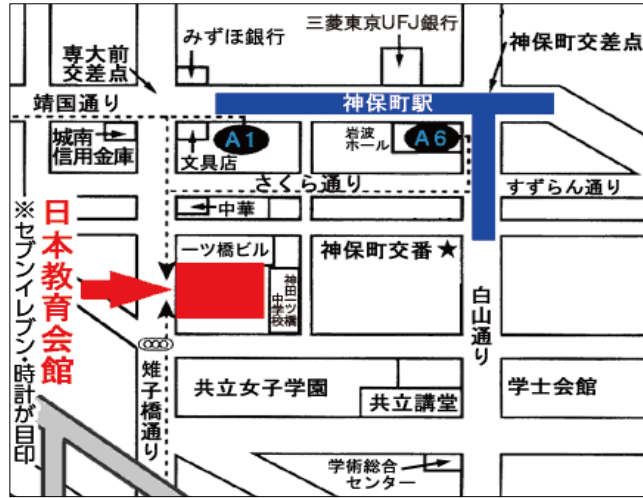 三菱東京UFJ銀行
みずほ銀行
神保町交差点
専大前
交差点
靖国通り
神保町駅
城南
信用金庫
文具店
A1
岩波
ホール
A6
さくら通り
すずらん通り
中華
一ツ橋ビル
神保町交番★
神田一ツ橋
中学校
日本教育会館
※セブンイレブン・時計が目印
白山通り
雉子橋通り
共立女子学園
共立講堂
学士会館
学術総合
センター